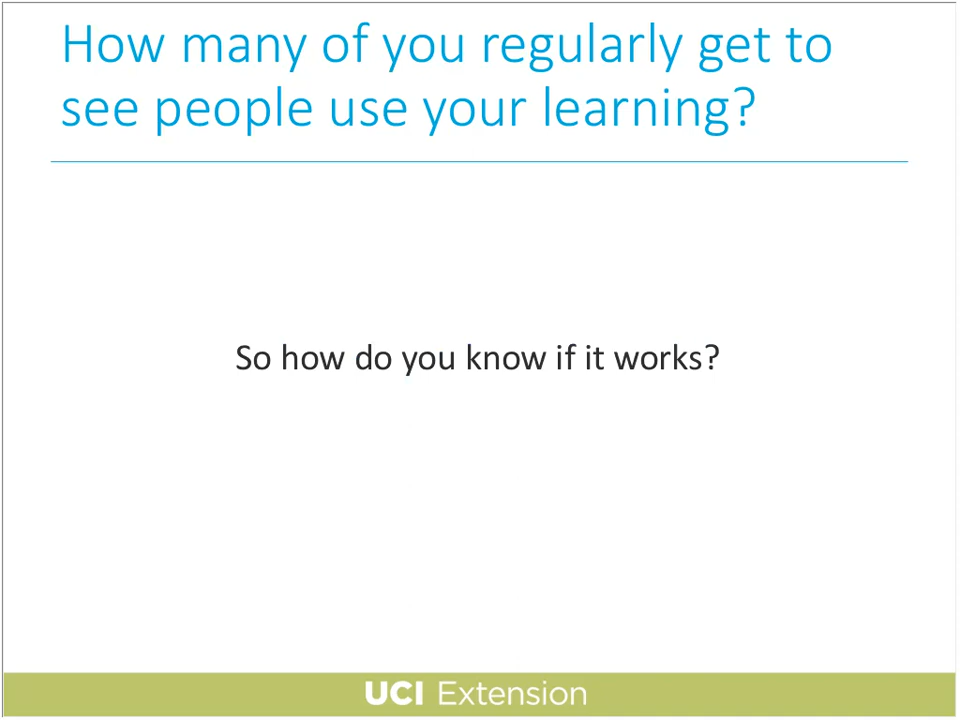 How many of you regularly get to
see people use your learning?
So how do you know if it works?
UCI Extension